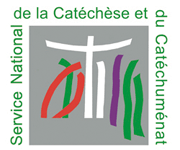 Service National
de la Catéchèse et
du Catéchuménat